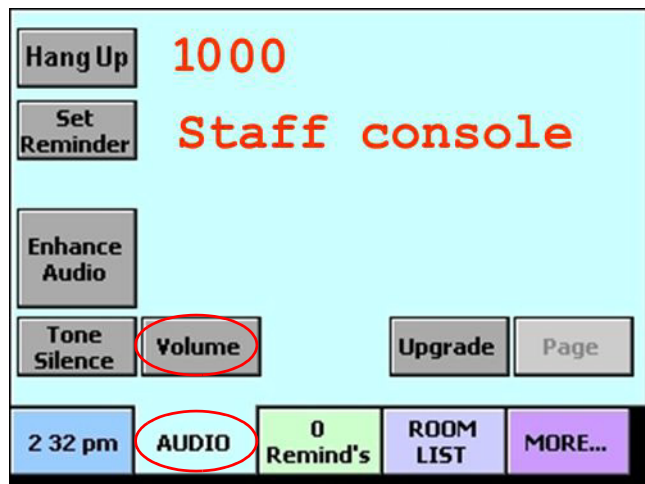 Hang Up
1000
Set
Reminder
Staff console
Enhance
Audio
Tone
Silence
Volume
Upgrade
Page
2 32 pm
AUDIO
0
Remind's
ROOM
LIST
MORE...